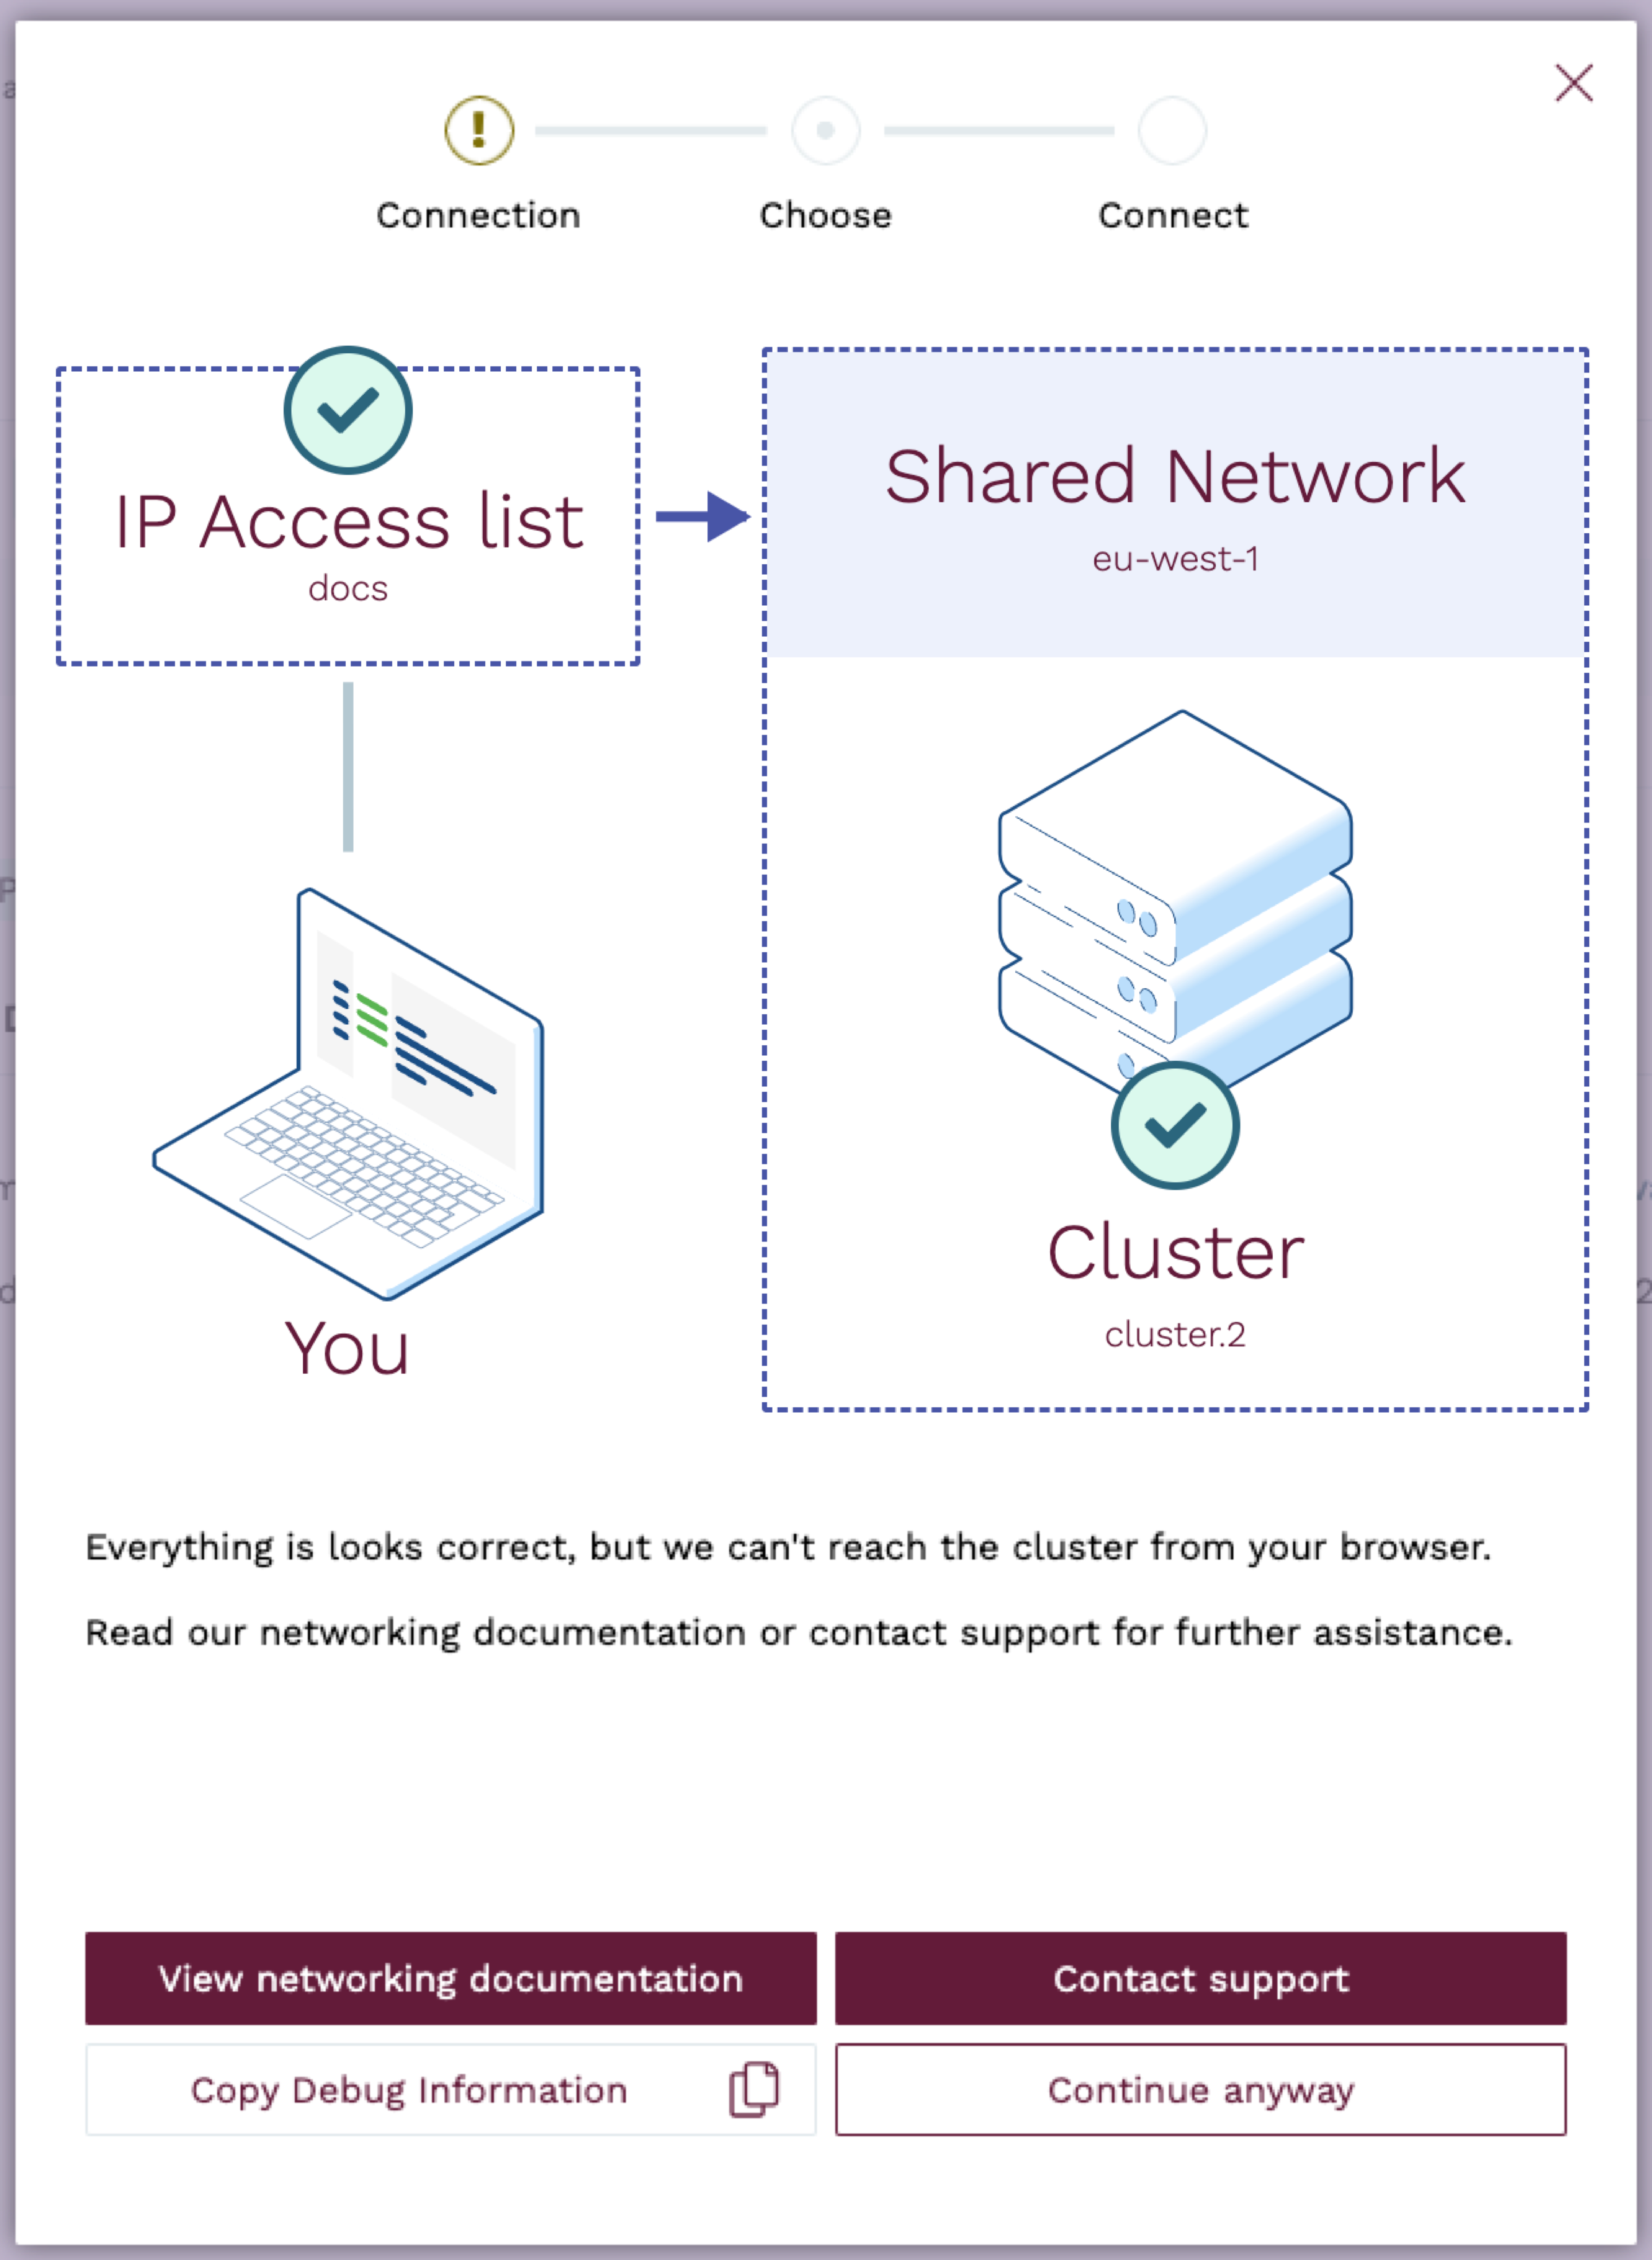 Connection
Choose
Connect
IP Access list
docs
Shared Network
eu-west-1
You
Cluster
cluster.2
Everything is looks correct, but we can't reach the cluster from your browser.
Read our networking documentation or contact support for further assistance.
View networking documentation
Contact support
Copy Debug Information
Continue anyway